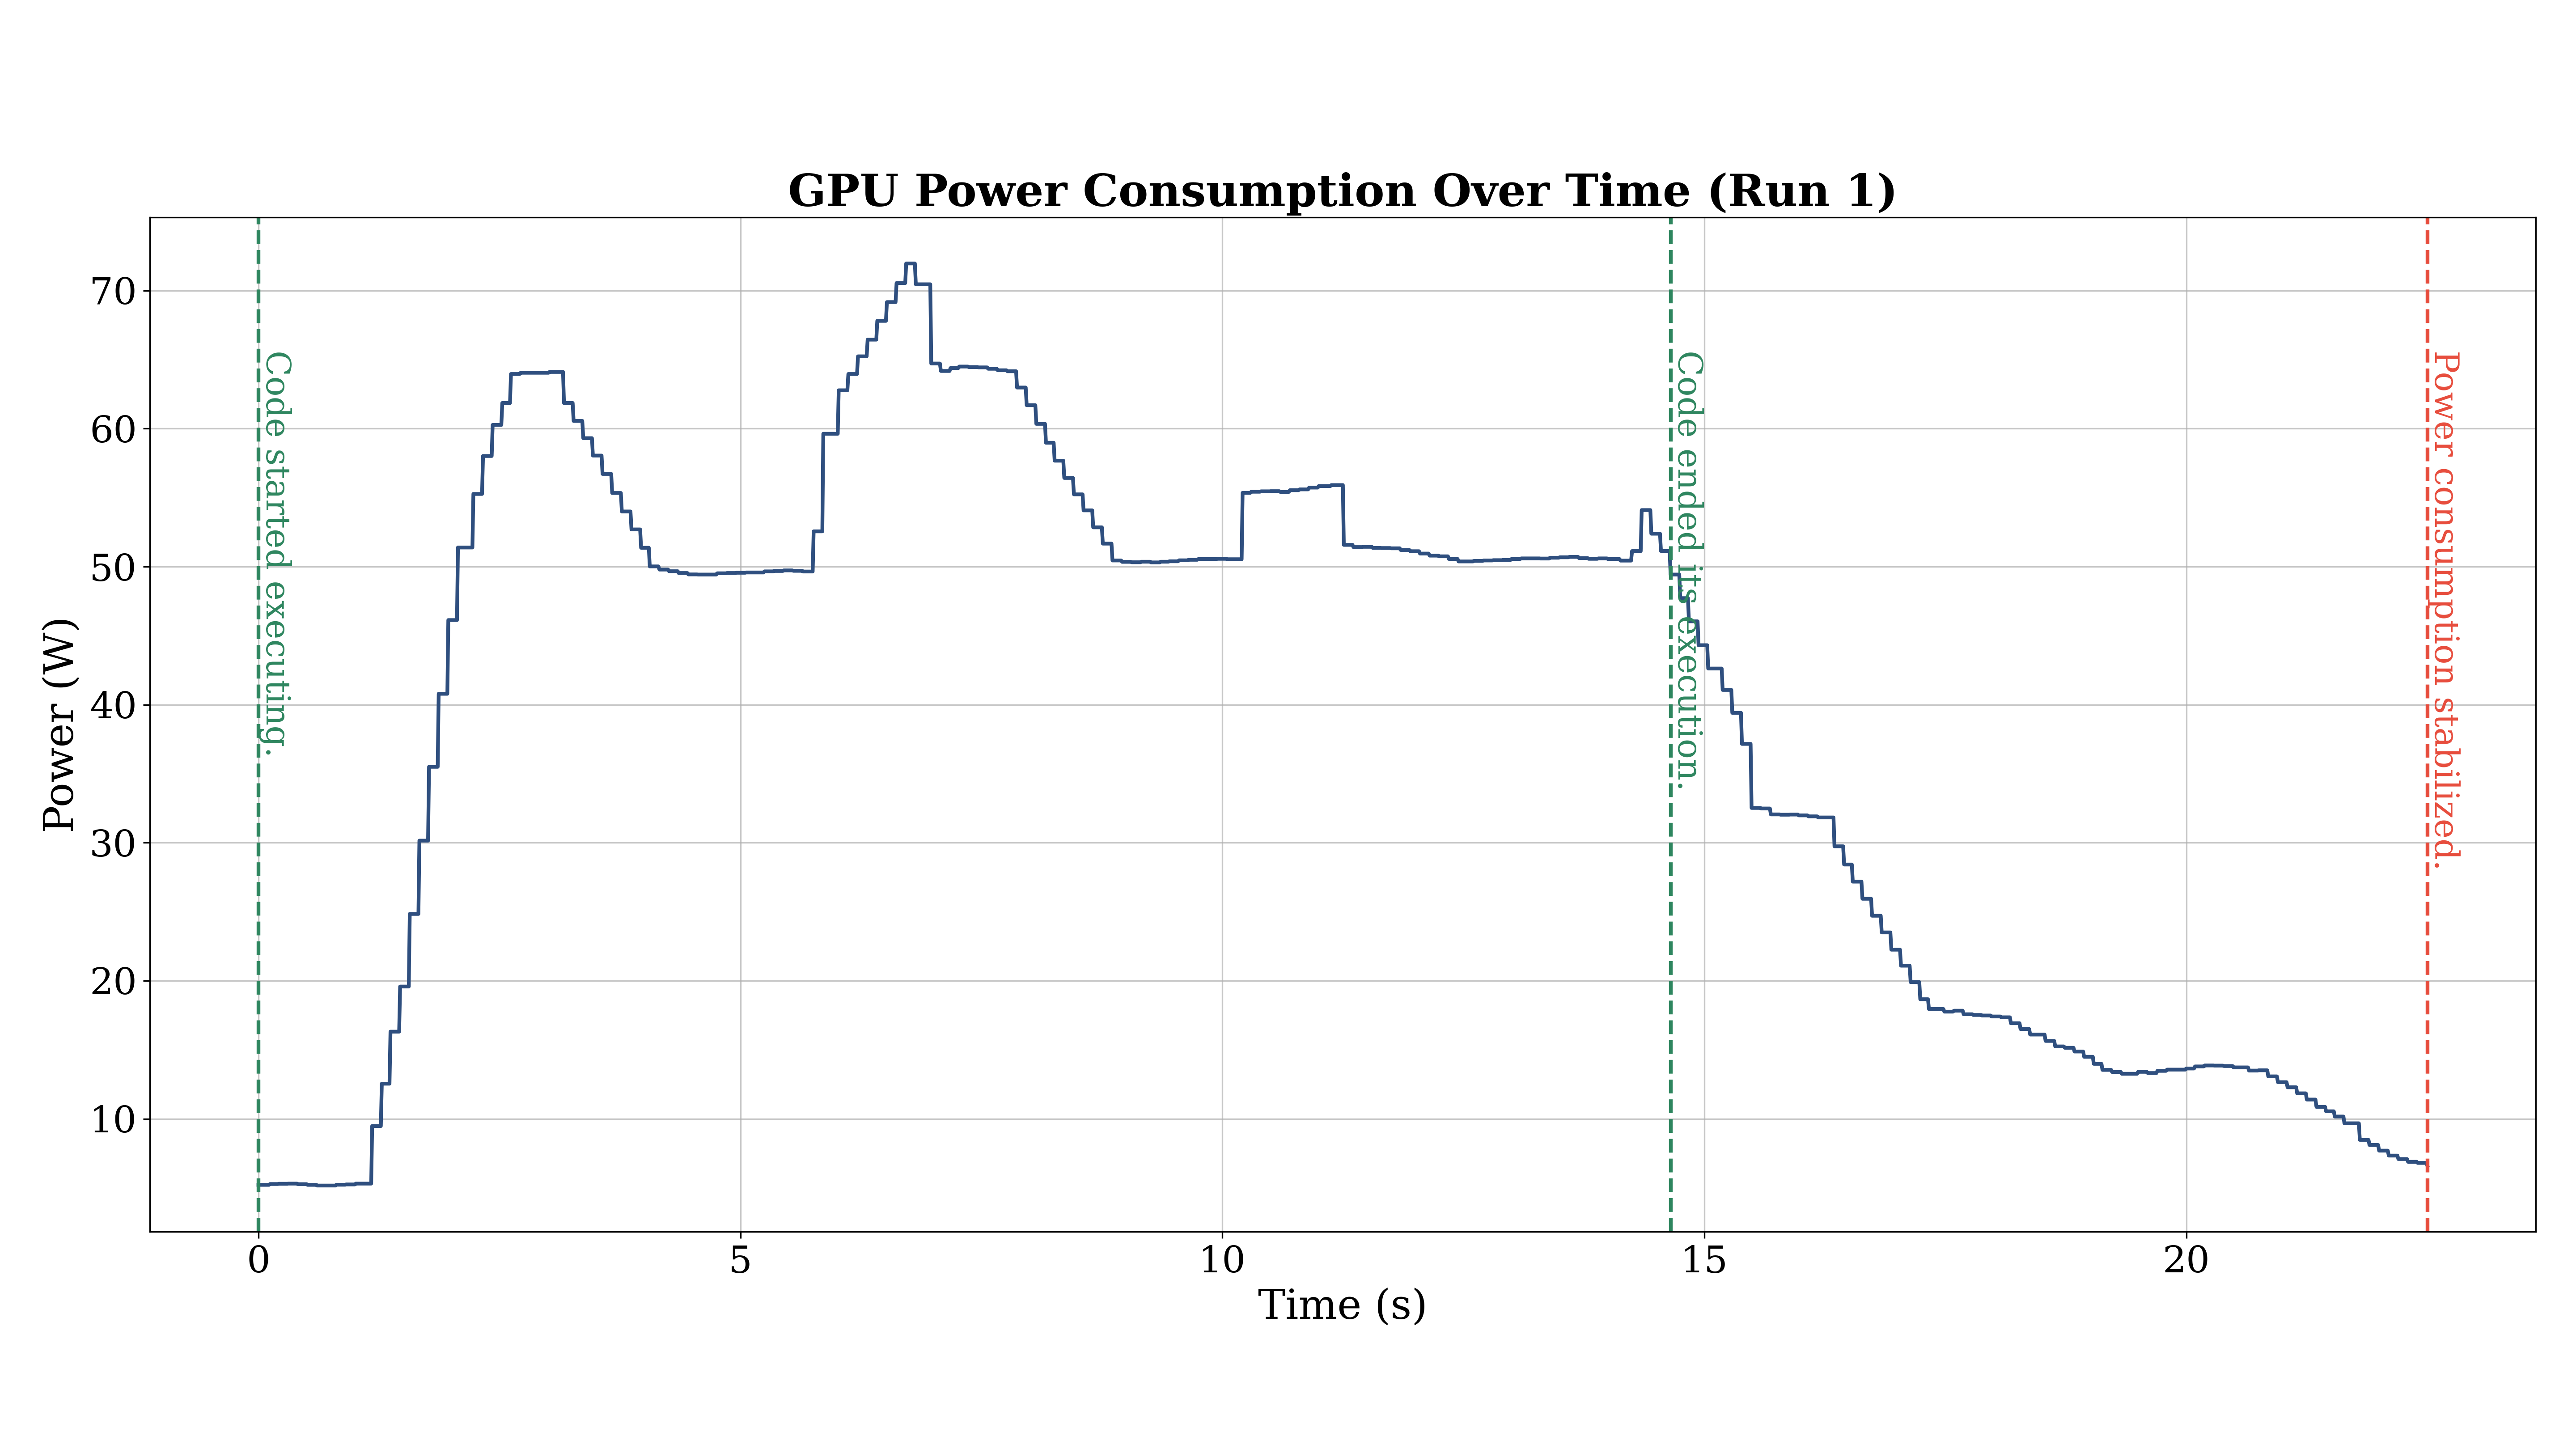 GPU Power Consumption Over Time (Run 1)
Power (W)
70
60
50
40
30
20
10
Code started executing.
Code ended its execution.
Power consumption stabilized.
0
5
10
15
20
Time (s)